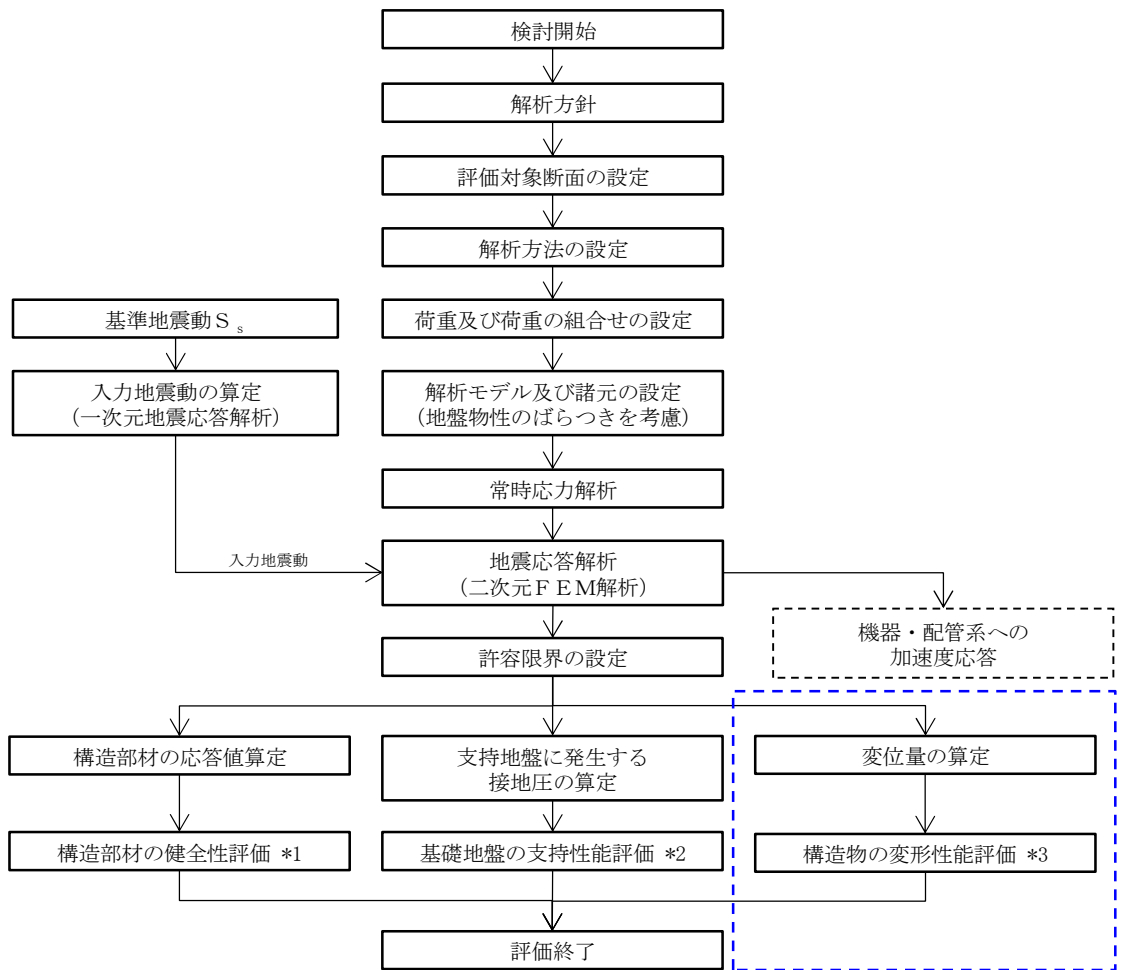 検討開始
解析方針
評価対象断面の設定
解析方法の設定
基準地震動Ss
荷重及び荷重の組合せの設定
入力地震動の算定
(一次元地震応答解析)
解析モデル及び諸元の設定
(地盤物性のばらつきを考慮)
常時応力解析
入力地震動
地震応答解析
(二次元ＦＥＭ解析)
機器・配管系への
加速度応答
許容限界の設定
構造部材の応答値算定
支持地盤に発生する
接地圧の算定
変位量の算定
構造部材の健全性評価 *1
基礎地盤の支持性能評価 *2
構造物の変形性能評価 *3
評価終了